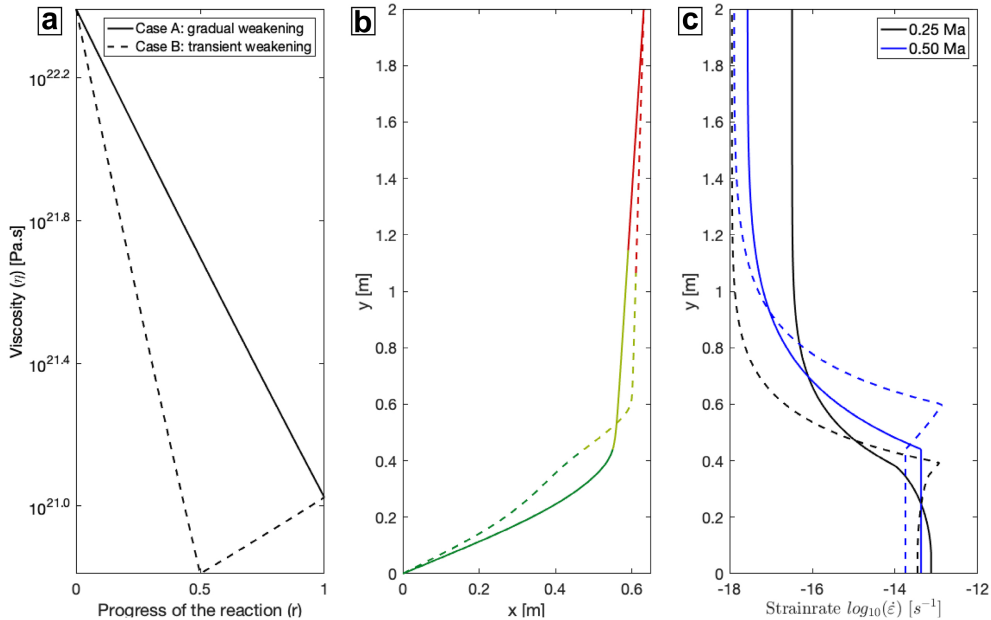 a
Case A: gradual weakening
Case B: transient weakening
10^22.2
10^21.8
10^21.4
10^21.0
Viscosity (η) [Pa.s]
0
0.5
1
Progress of the reaction (r)
b
2
1.8
1.6
1.4
1.2
1
0.8
0.6
0.4
0.2
0
y [m]
0
0.2
0.4
0.6
x [m]
c
0.25 Ma
0.50 Ma
2
1.8
1.6
1.4
1.2
1
0.8
0.6
0.4
0.2
0
y [m]
-18
-16
-14
-12
Strainrate log₁₀(ε̇) [s⁻¹]